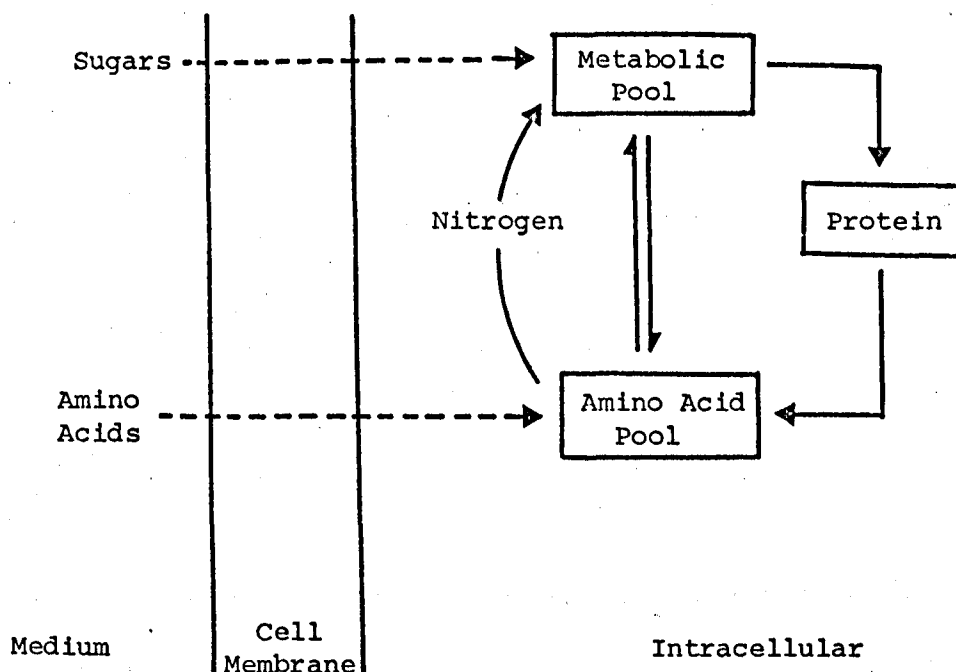 Sugars
Metabolic
Pool
Nitrogen
Protein
Amino
Acids
Amino Acid
Pool
Medium
Cell
Membrane
Intracellular